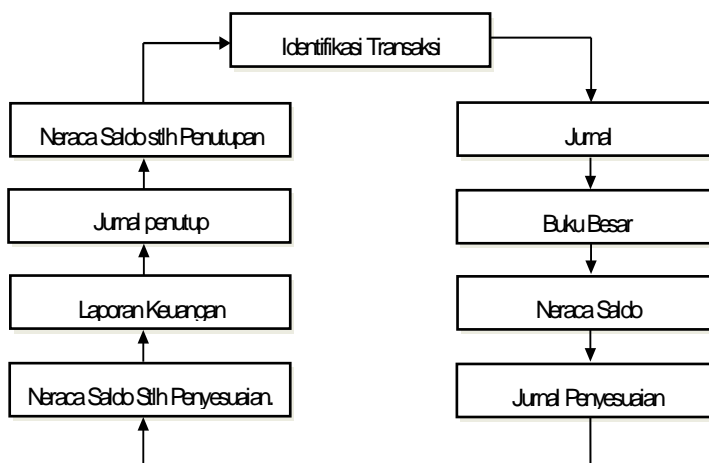 Identifikasi Transaksi
Neraca Saldo stlh Penutupan
Jurnal
Jurnal penutup
Buku Besar
Laporan Keuangan
Neraca Saldo
Neraca Saldo Stlh Penyesuaian.
Jurnal Penyesuaian